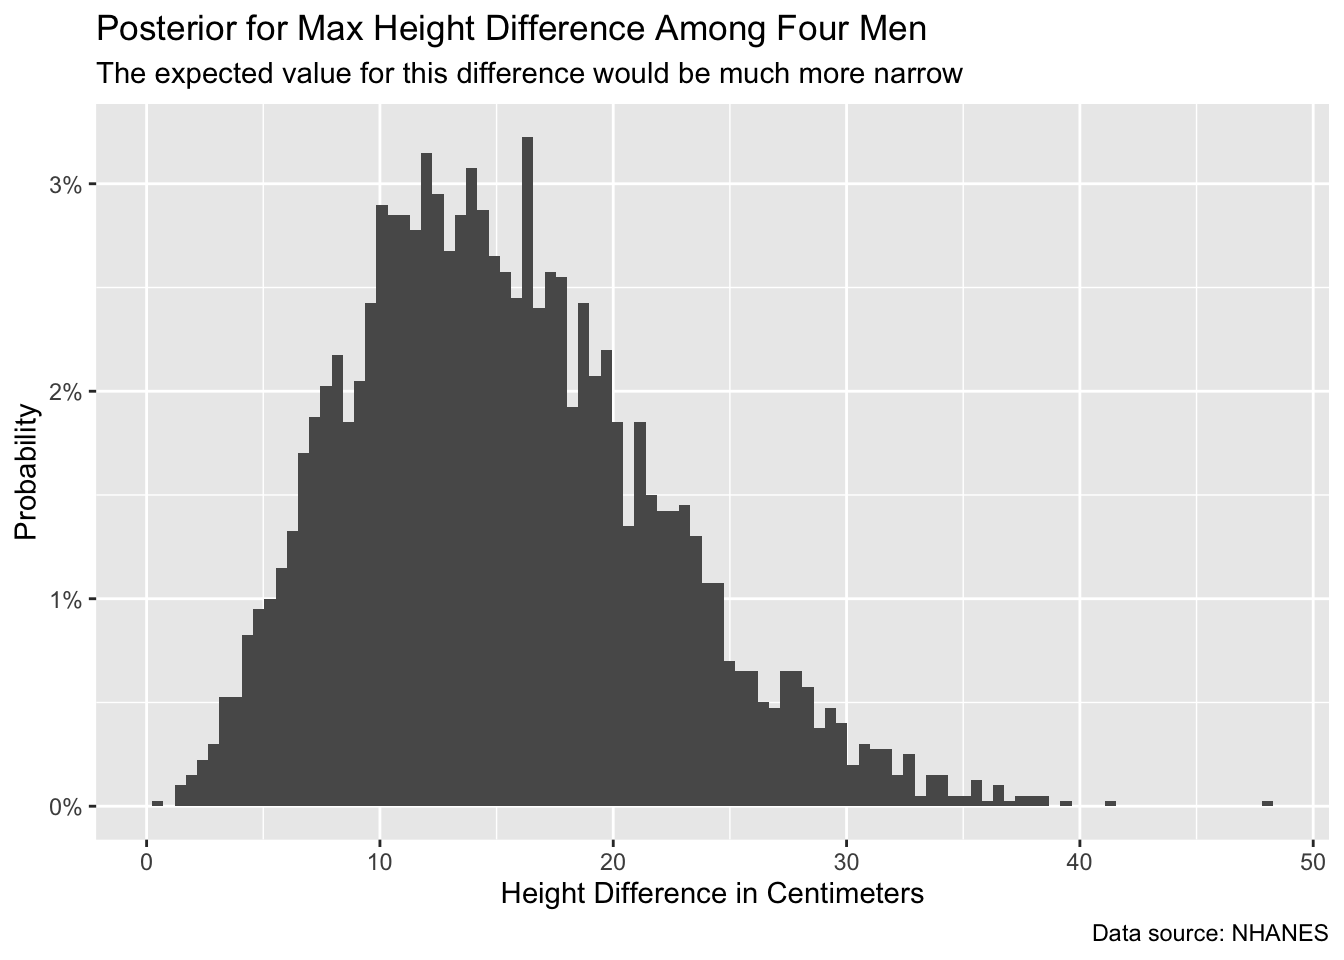 Posterior for Max Height Difference Among Four Men
The expected value for this difference would be much more narrow
3%
2%
1%
0%
Probability
0 10 20 30 40 50
Height Difference in Centimeters
Data source: NHANES